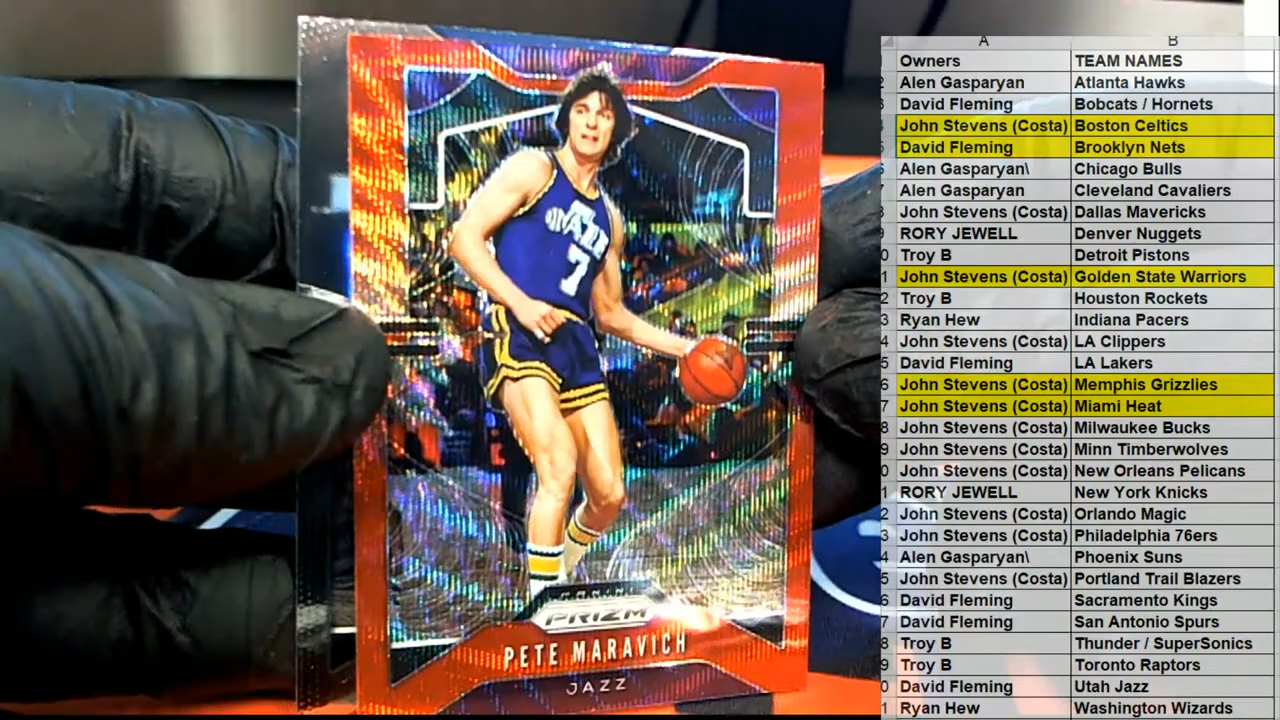 JAZZ
7
PRIZM
PETE MARAVICH
JAZZ
A B
Owners TEAM NAMES
Alen Gasparyan Atlanta Hawks
David Fleming Bobcats / Hornets
John Stevens (Costa) Boston Celtics
David Fleming Brooklyn Nets
Alen Gasparyan\ Chicago Bulls
Alen Gasparyan Cleveland Cavaliers
John Stevens (Costa) Dallas Mavericks
RORY JEWELL Denver Nuggets
Troy B Detroit Pistons
John Stevens (Costa) Golden State Warriors
Troy B Houston Rockets
Ryan Hew Indiana Pacers
John Stevens (Costa) LA Clippers
David Fleming LA Lakers
John Stevens (Costa) Memphis Grizzlies
John Stevens (Costa) Miami Heat
John Stevens (Costa) Milwaukee Bucks
John Stevens (Costa) Minn Timberwolves
John Stevens (Costa) New Orleans Pelicans
RORY JEWELL New York Knicks
John Stevens (Costa) Orlando Magic
John Stevens (Costa) Philadelphia 76ers
Alen Gasparyan\ Phoenix Suns
John Stevens (Costa) Portland Trail Blazers
David Fleming Sacramento Kings
David Fleming San Antonio Spurs
Troy B Thunder / SuperSonics
Troy B Toronto Raptors
David Fleming Utah Jazz
Ryan Hew Washington Wizards